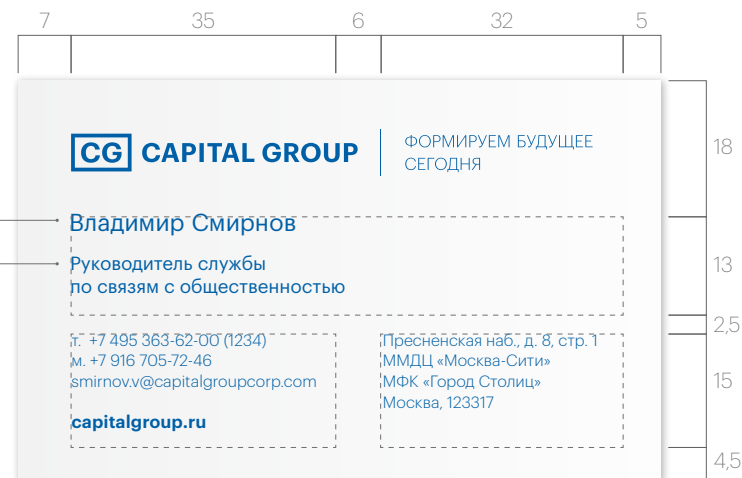 7 35 6 32 5
CG CAPITAL GROUP
ФОРМИРУЕМ БУДУЩЕЕ
СЕГОДНЯ
18
Владимир Смирнов
Руководитель службы
по связям с общественностью
13
2,5
т. +7 495 363-62-00 (1234)
м. +7 916 705-72-46
smirnov.v@capitalgroupcorp.com
capitalgroup.ru
Пресненская наб., д. 8, стр. 1
ММДЦ «Москва-Сити»
МФК «Город Столиц»
Москва, 123317
15
4,5